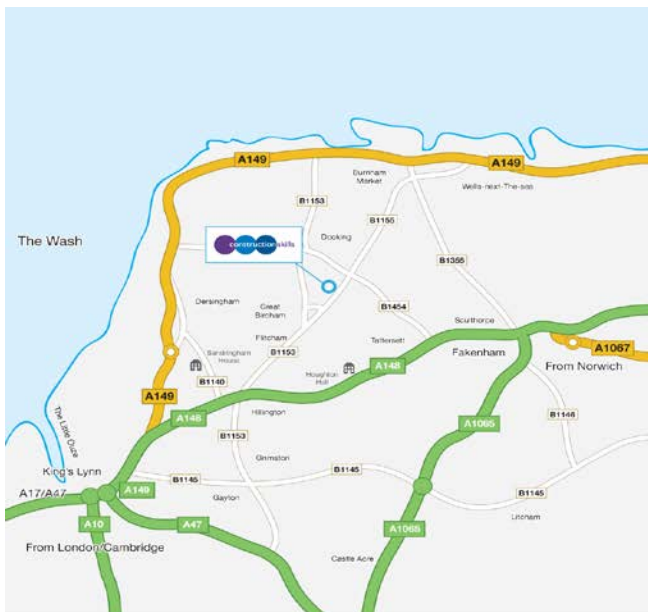 A149
A149
Burnham
Market
Wells-next-The-sea
B1153
B1155
The Wash
constructionskills
Docking
B1355
Dersingham
Great
Bircham
B1454
Sculthorpe
Flitcham
Tattersett
B1153
Sandringham
House
Houghton
Hall
A148
Fakenham
A1067
From Norwich
B1140
A149
A148
Hillington
B1146
A1065
The Little Ouze
B1153
Grimston
King's Lynn
B1145
B1145
A17/A47
A149
Gayton
B1145
Litcham
A10
A47
A1065
From London/Cambridge
Castle Acre